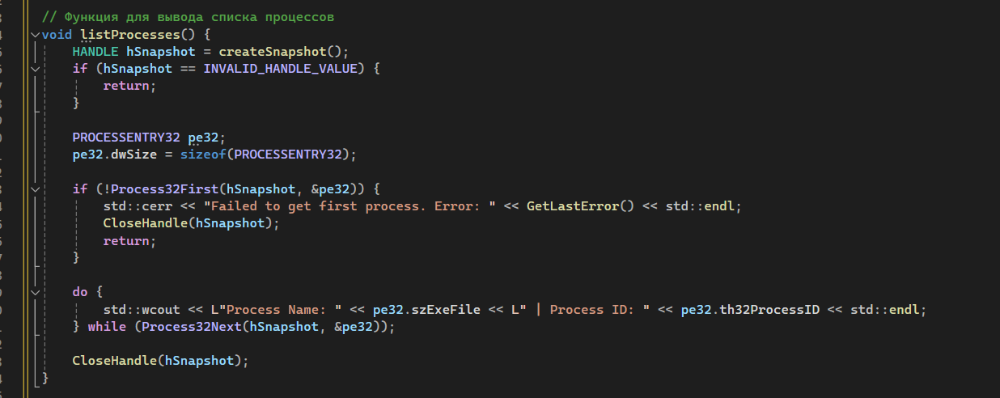 // Функция для вывода списка процессов
void listProcesses() {
HANDLE hSnapshot = createSnapshot();
if (hSnapshot == INVALID_HANDLE_VALUE) {
return;
}
PROCESSENTRY32 pe32;
pe32.dwSize = sizeof(PROCESSENTRY32);
if (!Process32First(hSnapshot, &pe32)) {
std::cerr << "Failed to get first process. Error: " << GetLastError() << std::endl;
CloseHandle(hSnapshot);
return;
}
do {
std::wcout << L"Process Name: " << pe32.szExeFile << L" | Process ID: " << pe32.th32ProcessID << std::endl;
} while (Process32Next(hSnapshot, &pe32));
CloseHandle(hSnapshot);
}